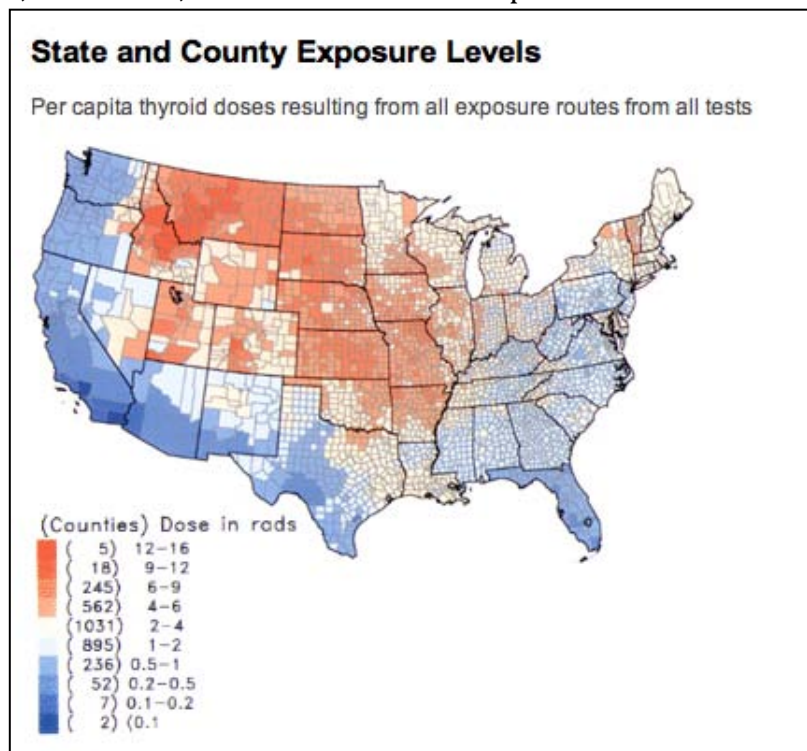 State and County Exposure Levels
Per capita thyroid doses resulting from all exposure routes from all tests
(Counties) Dose in rads
( 5) 12-16
( 18) 9-12
( 245) 6-9
( 562) 4-6
(1031) 2-4
( 895) 1-2
( 236) 0.5-1
( 52) 0.2-0.5
( 7) 0.1-0.2
( 2) (0.1